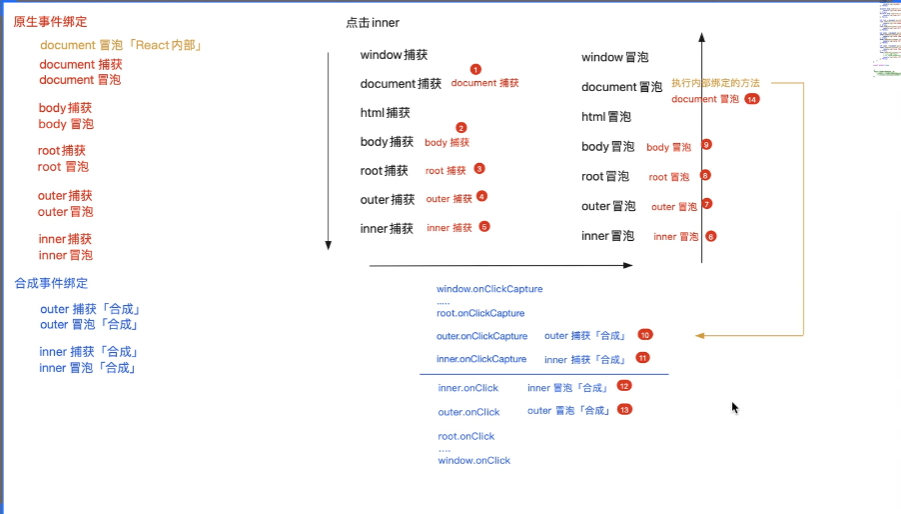 原生事件绑定
document 冒泡「React内部」
document 捕获
document 冒泡
body捕获
body 冒泡
root捕获
root 冒泡
outer捕获
outer冒泡
inner捕获
inner冒泡
合成事件绑定
outer 捕获「合成」
outer 冒泡「合成」
inner 捕获「合成」
inner 冒泡「合成」
点击inner
window捕获
document捕获 document 捕获 1
html捕获
body捕获 body 捕获 2
root捕获 root 捕获 3
outer捕获 outer 捕获 4
inner捕获 inner 捕获 5
window冒泡
document冒泡 执行内部绑定的方法
document 冒泡 14
html冒泡
body冒泡 body 冒泡 9
root冒泡 root 冒泡 8
outer冒泡 outer 冒泡 7
inner冒泡 inner 冒泡 6
window.onClickCapture
.....
root.onClickCapture
outer.onClickCapture outer 捕获「合成」 10
inner.onClickCapture inner 捕获「合成」 11
inner.onClick inner 冒泡「合成」 12
outer.onClick outer 冒泡「合成」 13
root.onClick
....
window.onClick